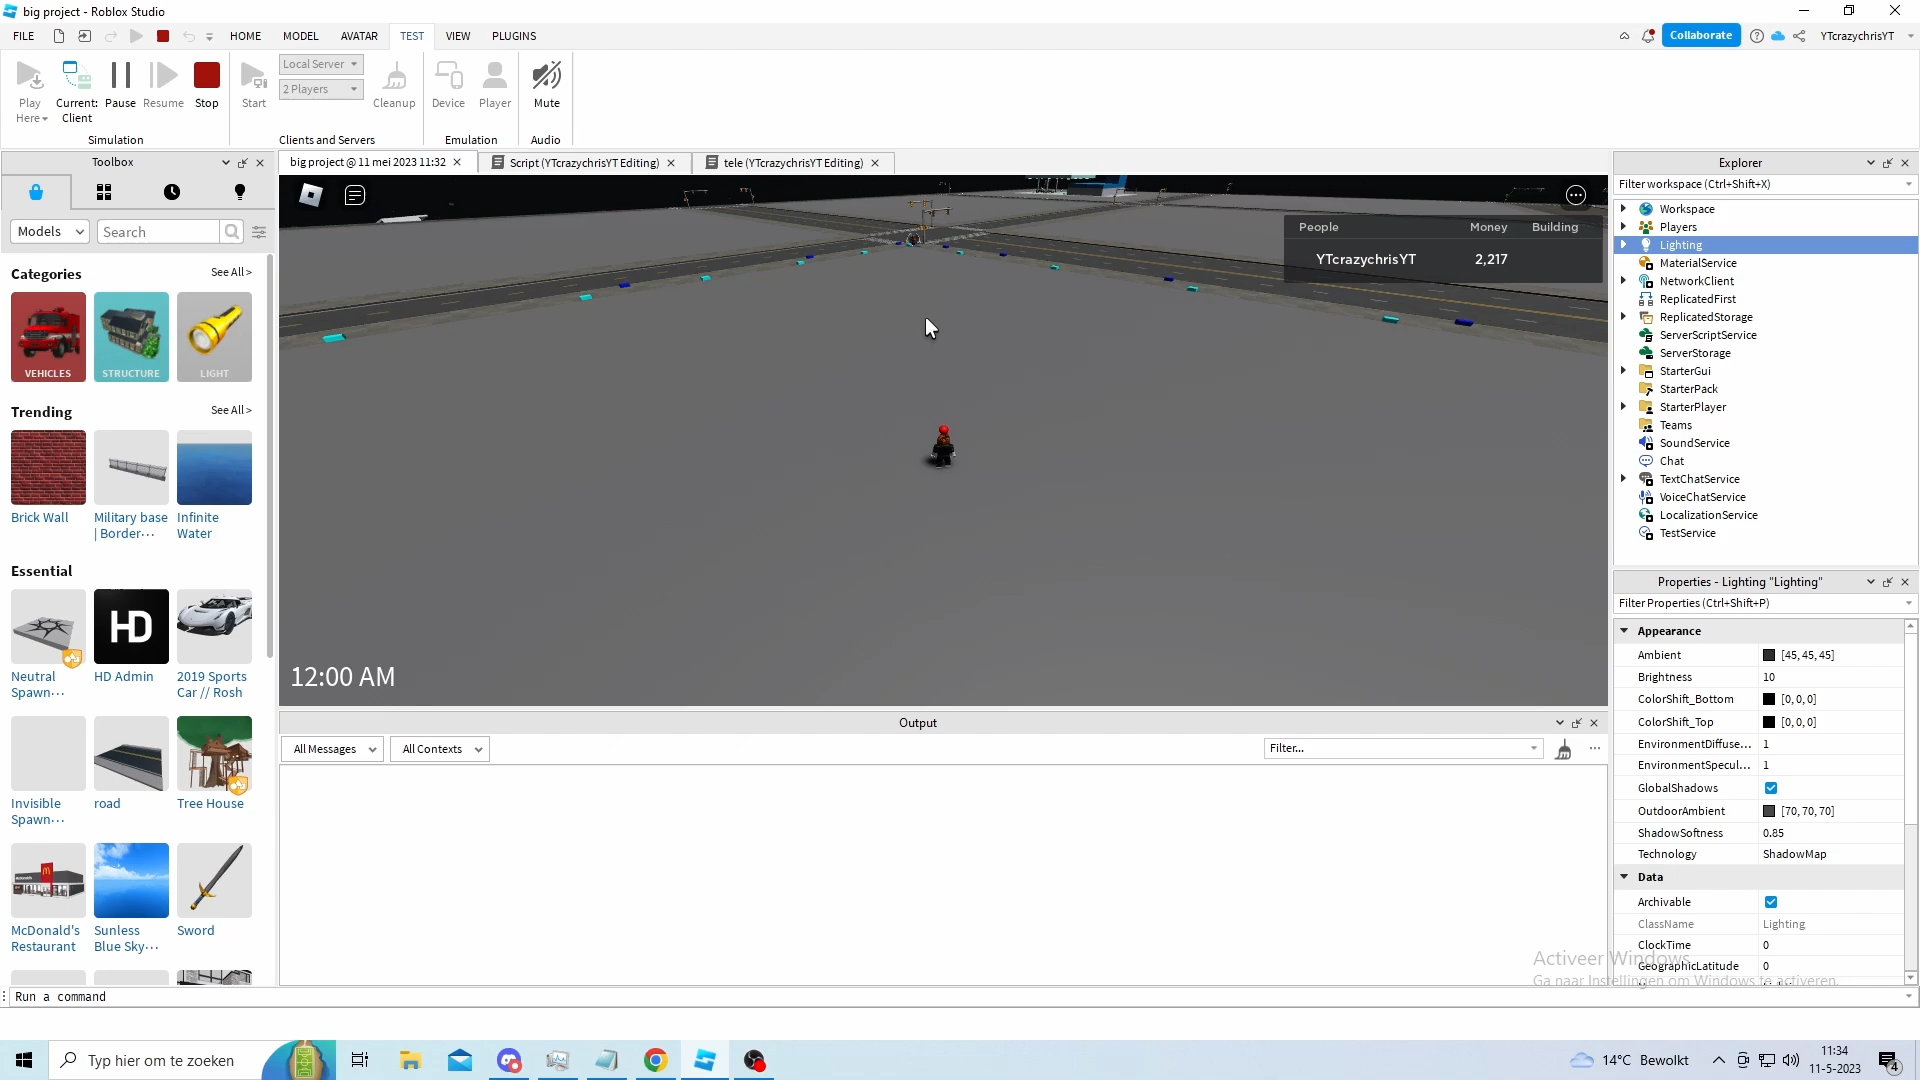 big project - Roblox Studio
FILE
HOME
MODEL
AVATAR
TEST
VIEW
PLUGINS
Collaborate
YTcrazychrisYT
Play Here
Current: Client
Pause
Resume
Stop
Simulation
Start
Local Server
2 Players
Cleanup
Clients and Servers
Device
Player
Emulation
Mute
Audio
Toolbox
Models
Search
Categories
See All >
VEHICLES
STRUCTURE
LIGHT
Trending
See All >
Brick Wall
Military base | Border...
Infinite Water
Essential
HD
Neutral Spawn...
HD Admin
2019 Sports Car // Rosh
Invisible Spawn...
road
Tree House
McDonald's Restaurant
Sunless Blue Sky...
Sword
big project @ 11 mei 2023 11:32
Script (YTcrazychrisYT Editing)
tele (YTcrazychrisYT Editing)
People
Money
Building
YTcrazychrisYT
2,217
12:00 AM
Output
All Messages
All Contexts
Filter...
Explorer
Filter workspace (Ctrl+Shift+X)
Workspace
Players
Lighting
MaterialService
NetworkClient
ReplicatedFirst
ReplicatedStorage
ServerScriptService
ServerStorage
StarterGui
StarterPack
StarterPlayer
Teams
SoundService
Chat
TextChatService
VoiceChatService
LocalizationService
TestService
Properties - Lighting "Lighting"
Filter Properties (Ctrl+Shift+P)
Appearance
Ambient [45, 45, 45]
Brightness 10
ColorShift_Bottom [0, 0, 0]
ColorShift_Top [0, 0, 0]
EnvironmentDiffuse... 1
EnvironmentSpecul... 1
GlobalShadows
OutdoorAmbient [70, 70, 70]
ShadowSoftness 0.85
Technology ShadowMap
Data
Archivable
ClassName Lighting
ClockTime 0
GeographicLatitude 0
Activeer Windows
Ga naar Instellingen om Windows te activeren.
Run a command
Typ hier om te zoeken
14°C Bewolkt
11:34
11-5-2023
4